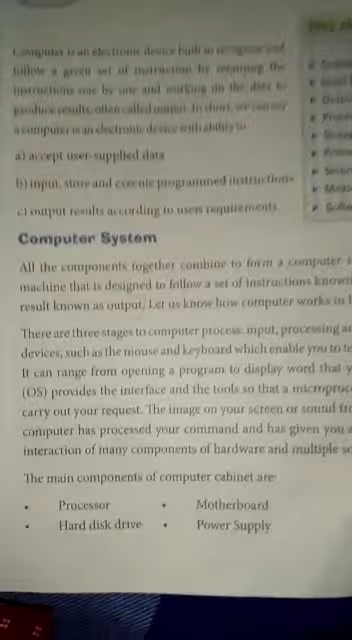 Computer is an electronic device built to recognise and
follow a given set of instruction by retaining the
instructions one by one and working on the data to
produce results, often called output. In short, we can say
a computer is an electronic device with ability to
a) accept user-supplied data
b) input, store and execute programmed instructions
c) output results according to users requirements
Computer System
All the components together combine to form a computer
machine that is designed to follow a set of instructions known
result known as output. Let us know how computer works in
There are three stages to computer process: input, processing
devices, such as the mouse and keyboard which enable you to
It can range from opening a program to display word that
(OS) provides the interface and the tools so that a
carry out your request. The image on your screen or sound
computer has processed your command and has given you
interaction of many components of hardware and multiple
The main components of computer cabinet are
• Processor • Motherboard
• Hard disk drive • Power Supply